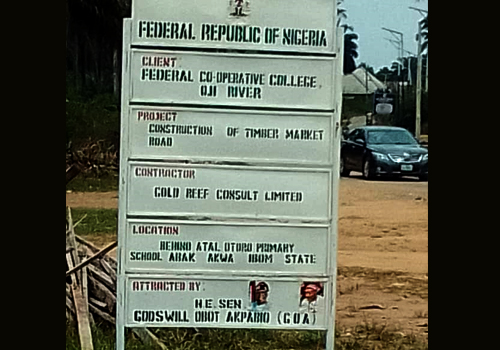 FEDERAL REPUBLIC OF NIGERIA
CLIENT
FEDERAL CO-OPERATIVE COLLEGE,
OJI RIVER
PROJECT
CONSTRUCTION OF TIMBER MARKET
ROAD
CONTRACTOR
GOLD REEF CONSULT LIMITED
LOCATION
BEHIND ATAI OTORO PRIMARY
SCHOOL ABAK AKWA IBOM STATE
ATTRACTED BY:
H.E. SEN
GODSWILL OBOT AKPABIO (GOA)